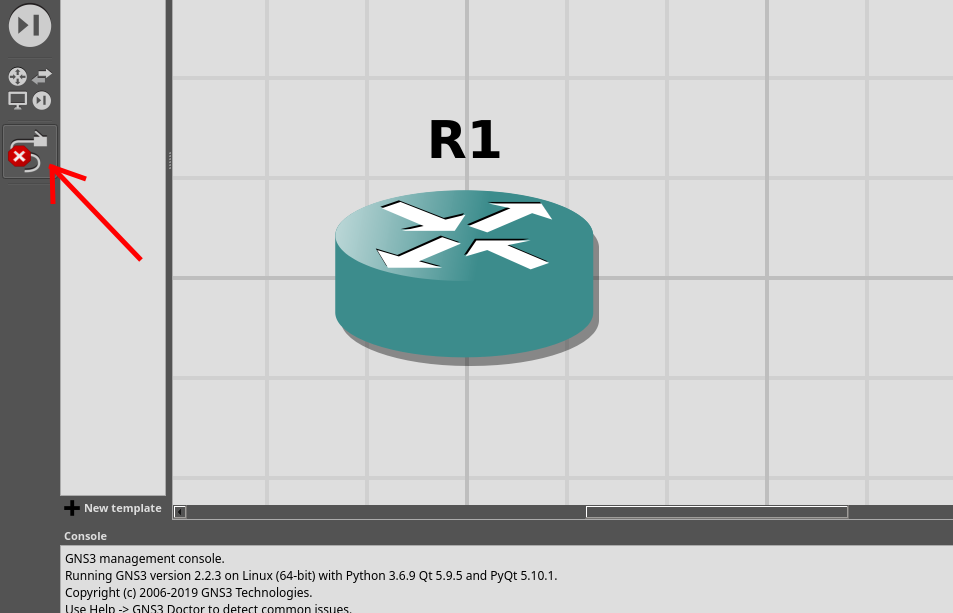 R1
New template
Console
GNS3 management console.
Running GNS3 version 2.2.3 on Linux (64-bit) with Python 3.6.9 Qt 5.9.5 and PyQt 5.10.1.
Copyright (c) 2006-2019 GNS3 Technologies.
Use Help -> GNS3 Doctor to detect common issues.